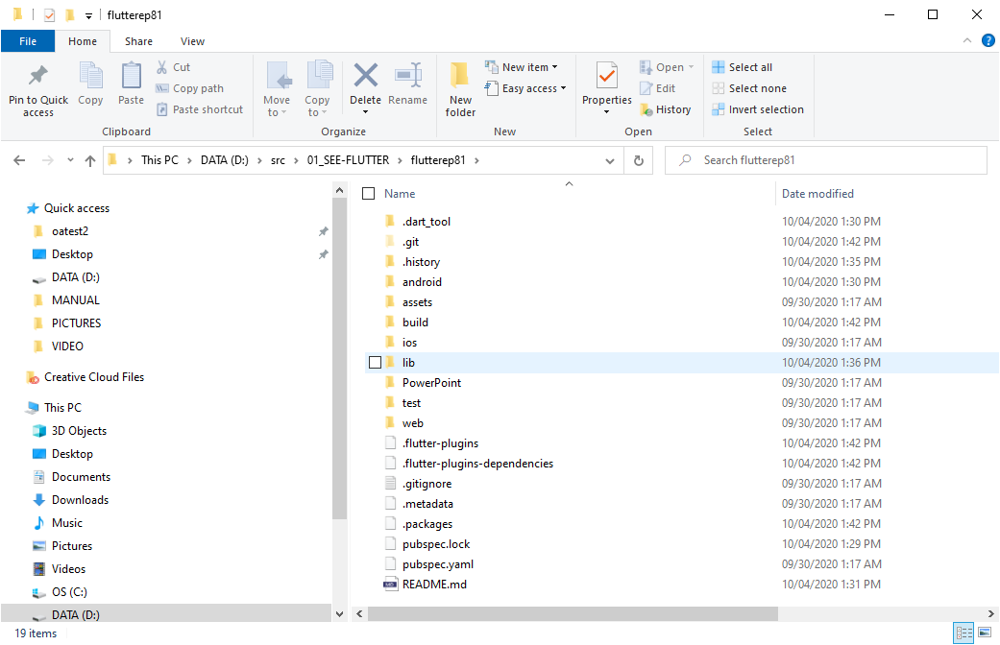 flutterep81
File Home Share View
Pin to Quick access
Copy
Paste
Cut
Copy path
Paste shortcut
Clipboard
Move to
Copy to
Delete
Rename
Organize
New folder
New item
Easy access
New
Properties
Open
Edit
History
Open
Select all
Select none
Invert selection
Select
This PC > DATA (D:) > src > 01_SEE-FLUTTER > flutterep81 >
Search flutterep81
Quick access
oatest2
Desktop
DATA (D:)
MANUAL
PICTURES
VIDEO
Creative Cloud Files
This PC
3D Objects
Desktop
Documents
Downloads
Music
Pictures
Videos
OS (C:)
DATA (D:)
Name Date modified
.dart_tool 10/04/2020 1:30 PM
.git 10/04/2020 1:42 PM
.history 10/04/2020 1:35 PM
android 10/04/2020 1:30 PM
assets 09/30/2020 1:17 AM
build 10/04/2020 1:42 PM
ios 09/30/2020 1:17 AM
lib 10/04/2020 1:36 PM
PowerPoint 09/30/2020 1:17 AM
test 09/30/2020 1:17 AM
web 09/30/2020 1:17 AM
.flutter-plugins 10/04/2020 1:42 PM
.flutter-plugins-dependencies 10/04/2020 1:42 PM
.gitignore 09/30/2020 1:17 AM
.metadata 09/30/2020 1:17 AM
.packages 10/04/2020 1:42 PM
pubspec.lock 10/04/2020 1:29 PM
pubspec.yaml 09/30/2020 1:17 AM
README.md 10/04/2020 1:31 PM
19 items